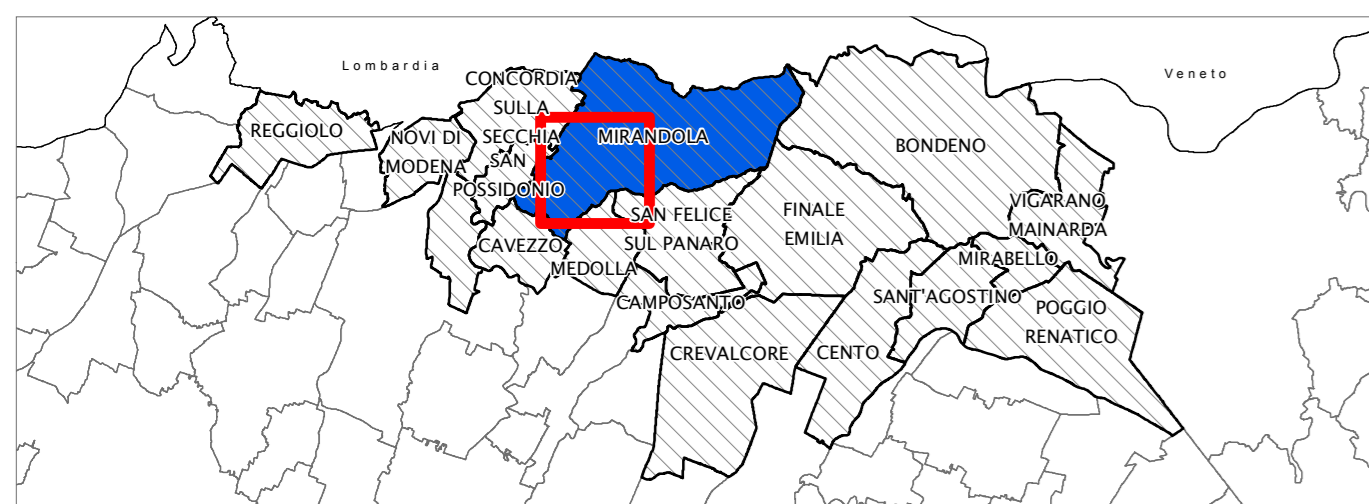 Lombardia
Veneto
CONCORDIA
SULLA
SECCHIA
REGGIOLO
NOVI DI
MODENA
SAN
POSSIDONIO
MIRANDOLA
BONDENO
SAN FELICE
SUL PANARO
FINALE
EMILIA
VIGARANO
MAINARDA
CAVEZZO
MEDOLLA
MIRABELLO
CAMPOSANTO
SANT'AGOSTINO
POGGIO
RENATICO
CREVALCORE
CENTO